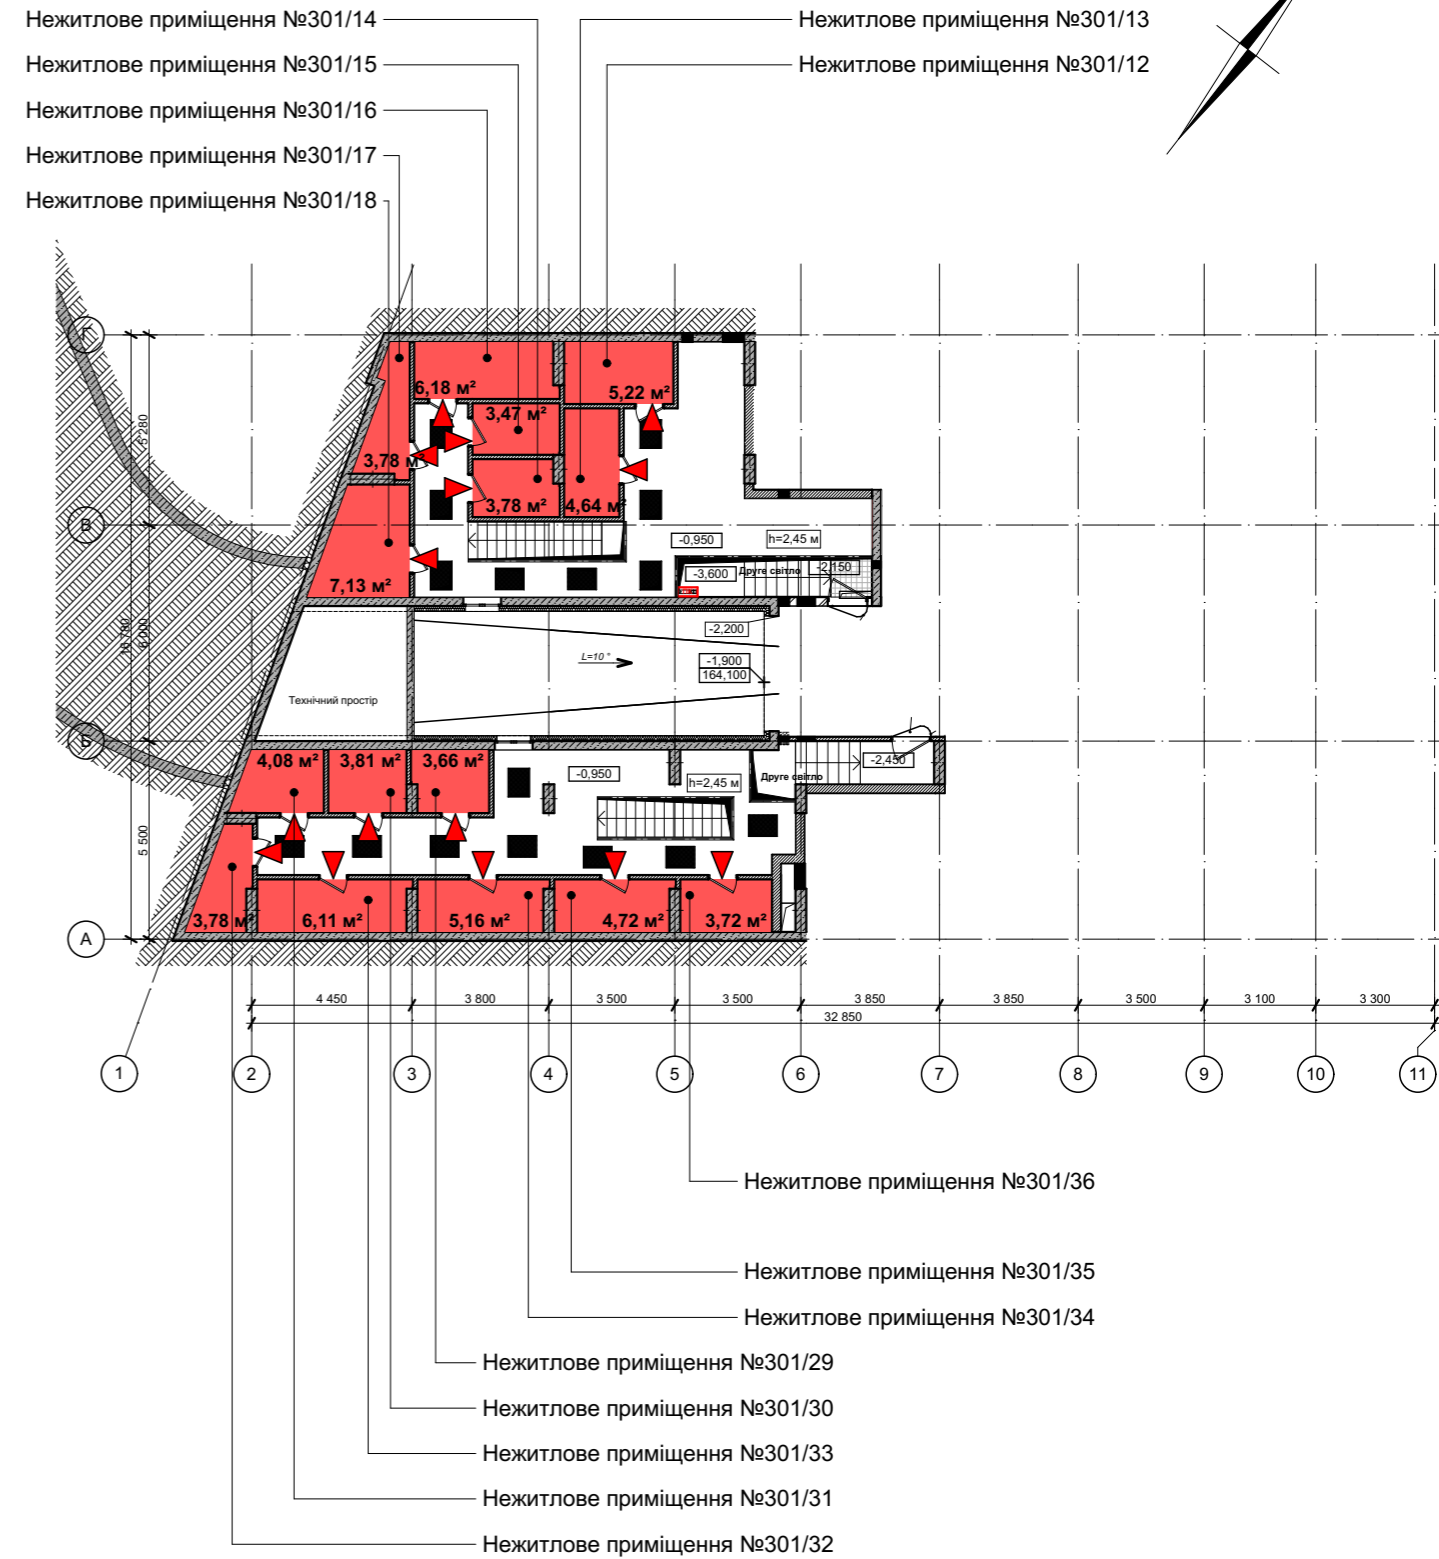 Нежитлове приміщення №301/14
Нежитлове приміщення №301/13
Нежитлове приміщення №301/15
Нежитлове приміщення №301/12
Нежитлове приміщення №301/16
Нежитлове приміщення №301/17
Нежитлове приміщення №301/18
Г
6,18 м²
5,22 м²
3,47 м²
5 280
3,78 м²
3,78 м²
4,64 м²
В
-0,950
h=2,45 м
-3,600
Друге світло
-2,150
7,13 м²
16 780
6 000
-2,200
L=10°
-1,900
164,100
Технічний простір
Б
4,08 м²
3,81 м²
3,66 м²
-0,950
h=2,45 м
Друге світло
-2,450
5 500
3,78 м²
6,11 м²
5,16 м²
4,72 м²
3,72 м²
А
4 450
3 800
3 500
3 500
3 850
3 850
3 500
3 100
3 300
32 850
1
2
3
4
5
6
7
8
9
10
11
Нежитлове приміщення №301/36
Нежитлове приміщення №301/35
Нежитлове приміщення №301/34
Нежитлове приміщення №301/29
Нежитлове приміщення №301/30
Нежитлове приміщення №301/33
Нежитлове приміщення №301/31
Нежитлове приміщення №301/32